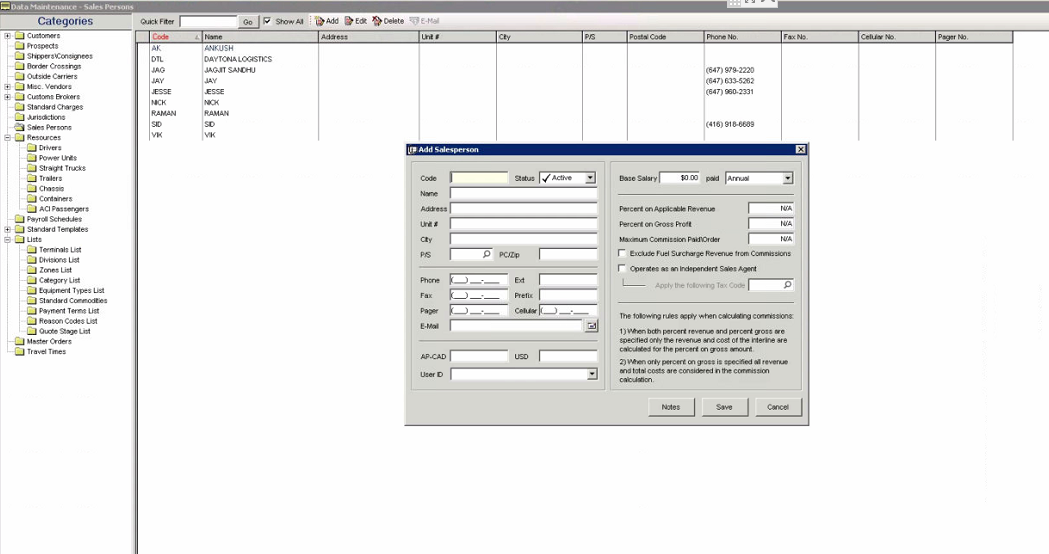 Data Maintenance - Sales Persons
Categories
Quick Filter Go Show All Add Edit Delete E-Mail
Code Name Address Unit # City P/S Postal Code Phone No. Fax No. Cellular No. Pager No.
Customers
Prospects
Shippers\Consignees
Border Crossings
Outside Carriers
Misc. Vendors
Customs Brokers
Standard Charges
Jurisdictions
Sales Persons
Resources
Drivers
Power Units
Straight Trucks
Trailers
Chassis
Containers
ACI Passengers
Payroll Schedules
Standard Templates
Lists
Terminals List
Divisions List
Zones List
Category List
Equipment Types List
Standard Commodities
Payment Terms List
Reason Codes List
Quote Stage List
Master Orders
Travel Times
AK ANKUSH
DTL DAYTONA LOGISTICS
JAG JAGJIT SANDHU (647) 979-2220
JAY JAY (647) 633-5262
JESSE JESSE (647) 960-2331
NICK NICK
RAMAN RAMAN
SID SID (416) 918-6689
VIK VIK
Add Salesperson
Code Status Active
Name
Address
Unit #
City
P/S PC/Zip
Phone (___) ___-____ Ext
Fax (___) ___-____ Prefix
Pager (___) ___-____ Cellular (___) ___-____
E-Mail
AP-CAD USD
User ID
Base Salary $0.00 paid Annual
Percent on Applicable Revenue N/A
Percent on Gross Profit N/A
Maximum Commission Paid\Order N/A
Exclude Fuel Surcharge Revenue from Commissions
Operates as an Independent Sales Agent
Apply the following Tax Code
The following rules apply when calculating commissions:
1) When both percent revenue and percent gross are
specified only the revenue and cost of the interline are
calculated for the percent on gross amount.
2) When only percent on gross is specified all revenue
and total costs are considered in the commission
calculation.
Notes Save Cancel